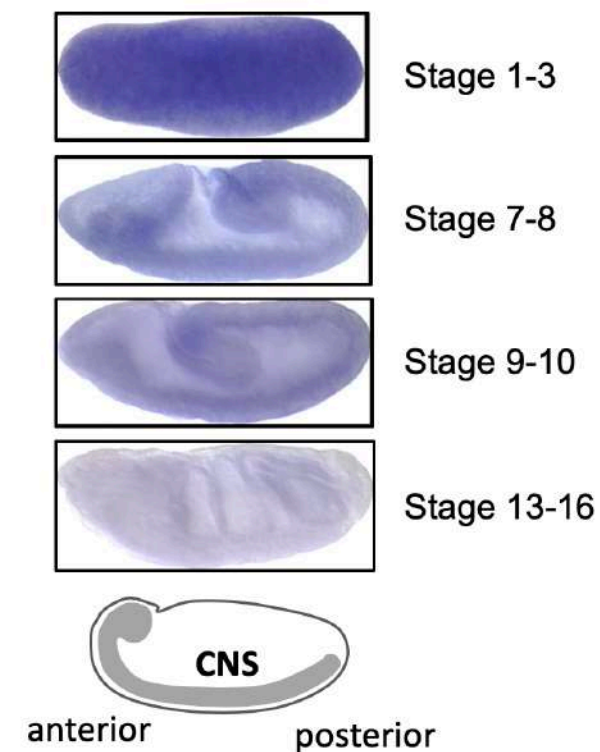 Stage 1-3
Stage 7-8
Stage 9-10
Stage 13-16
CNS
anterior posterior